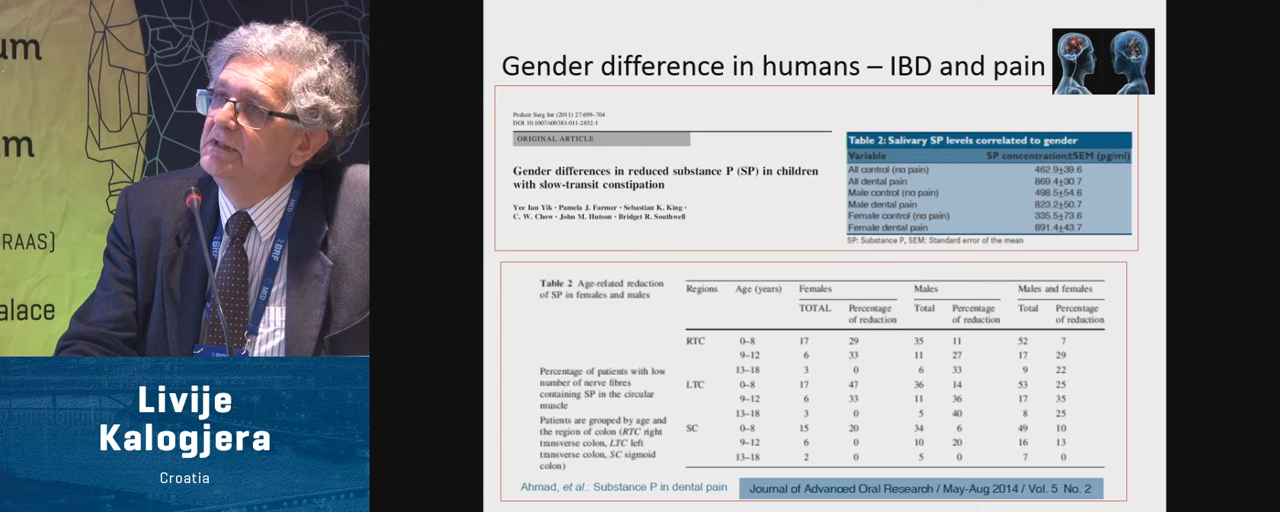 um
m
RAAS)
alace
MED
BRF
Livije
Kalogjera
Croatia
Gender difference in humans – IBD and pain
Pediatr Surg Int (2011) 27:699–704
DOI 10.1007/s00383-011-2852-1
ORIGINAL ARTICLE
Gender differences in reduced substance P (SP) in children
with slow-transit constipation
Yee Ian Yik · Pamela J. Farmer · Sebastian K. King ·
C. W. Chow · John M. Hutson · Bridget R. Southwell
Table 2: Salivary SP levels correlated to gender
Variable SP concentration±SEM (pg/ml)
All control (no pain) 462.9±39.6
All dental pain 869.4±30.7
Male control (no pain) 498.5±54.6
Male dental pain 823.2±50.7
Female control (no pain) 335.5±73.6
Female dental pain 891.4±43.7
SP: Substance P, SEM: Standard error of the mean
Table 2 Age-related reduction
of SP in females and males
Percentage of patients with low
number of nerve fibres
containing SP in the circular
muscle
Patients are grouped by age and
the region of colon (RTC right
transverse colon, LTC left
transverse colon, SC sigmoid
colon)
Regions Age (years) Females Males Males and females
TOTAL Percentage Total Percentage Total Percentage
of reduction of reduction of reduction
RTC 0–8 17 29 35 11 52 7
9–12 6 33 11 27 17 29
13–18 3 0 6 33 9 22
LTC 0–8 17 47 36 14 53 25
9–12 6 33 11 36 17 35
13–18 3 0 5 40 8 25
SC 0–8 15 20 34 6 49 10
9–12 6 0 10 20 16 13
13–18 2 0 5 0 7 0
Ahmad, et al.: Substance P in dental pain
Journal of Advanced Oral Research / May-Aug 2014 / Vol. 5 No. 2